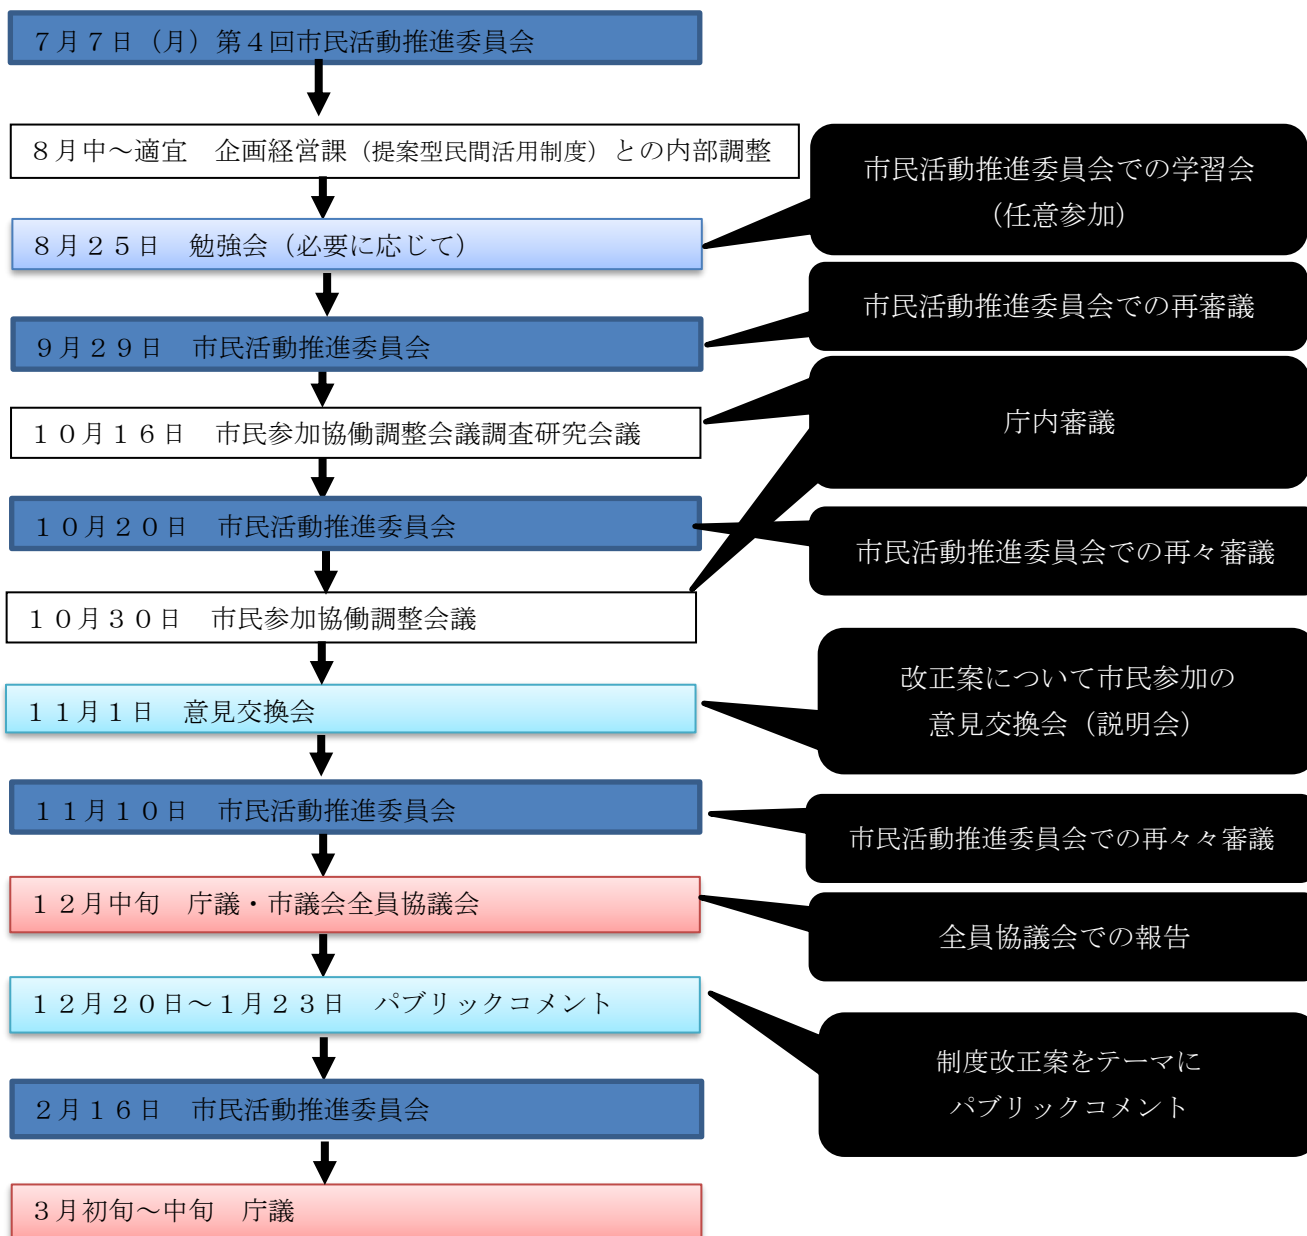 ７月７日（月）第４回市民活動推進委員会
８月中～適宜　企画経営課（提案型民間活用制度）との内部調整
市民活動推進委員会での学習会
（任意参加）
８月２５日　勉強会（必要に応じて）
市民活動推進委員会での再審議
９月２９日　市民活動推進委員会
１０月１６日　市民参加協働調整会議調査研究会議
庁内審議
１０月２０日　市民活動推進委員会
市民活動推進委員会での再々審議
１０月３０日　市民参加協働調整会議
改正案について市民参加の
意見交換会（説明会）
１１月１日　意見交換会
１１月１０日　市民活動推進委員会
市民活動推進委員会での再々々審議
１２月中旬　庁議・市議会全員協議会
全員協議会での報告
１２月２０日～１月２３日　パブリックコメント
制度改正案をテーマに
パブリックコメント
２月１６日　市民活動推進委員会
３月初旬～中旬　庁議